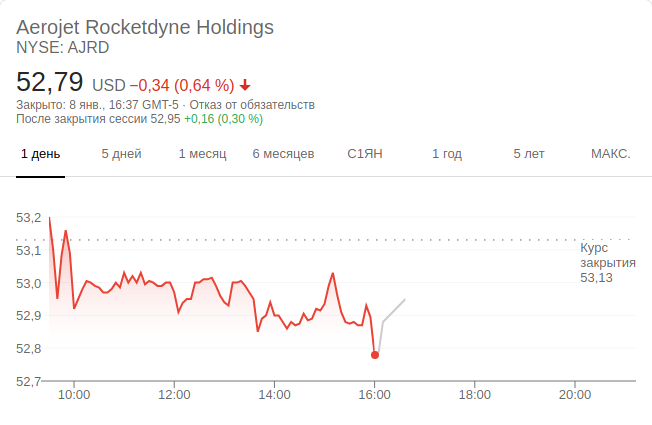 Aerojet Rocketdyne Holdings
NYSE: AJRD
52,79 USD −0,34 (0,64 %)
Закрыто: 8 янв., 16:37 GMT-5 · Отказ от обязательств
После закрытия сессии 52,95 +0,16 (0,30 %)
1 день 5 дней 1 месяц 6 месяцев С1ЯН 1 год 5 лет МАКС.
53,2
53,1
53,0
52,9
52,8
52,7
Курс
закрытия
53,13
10:00 12:00 14:00 16:00 18:00 20:00